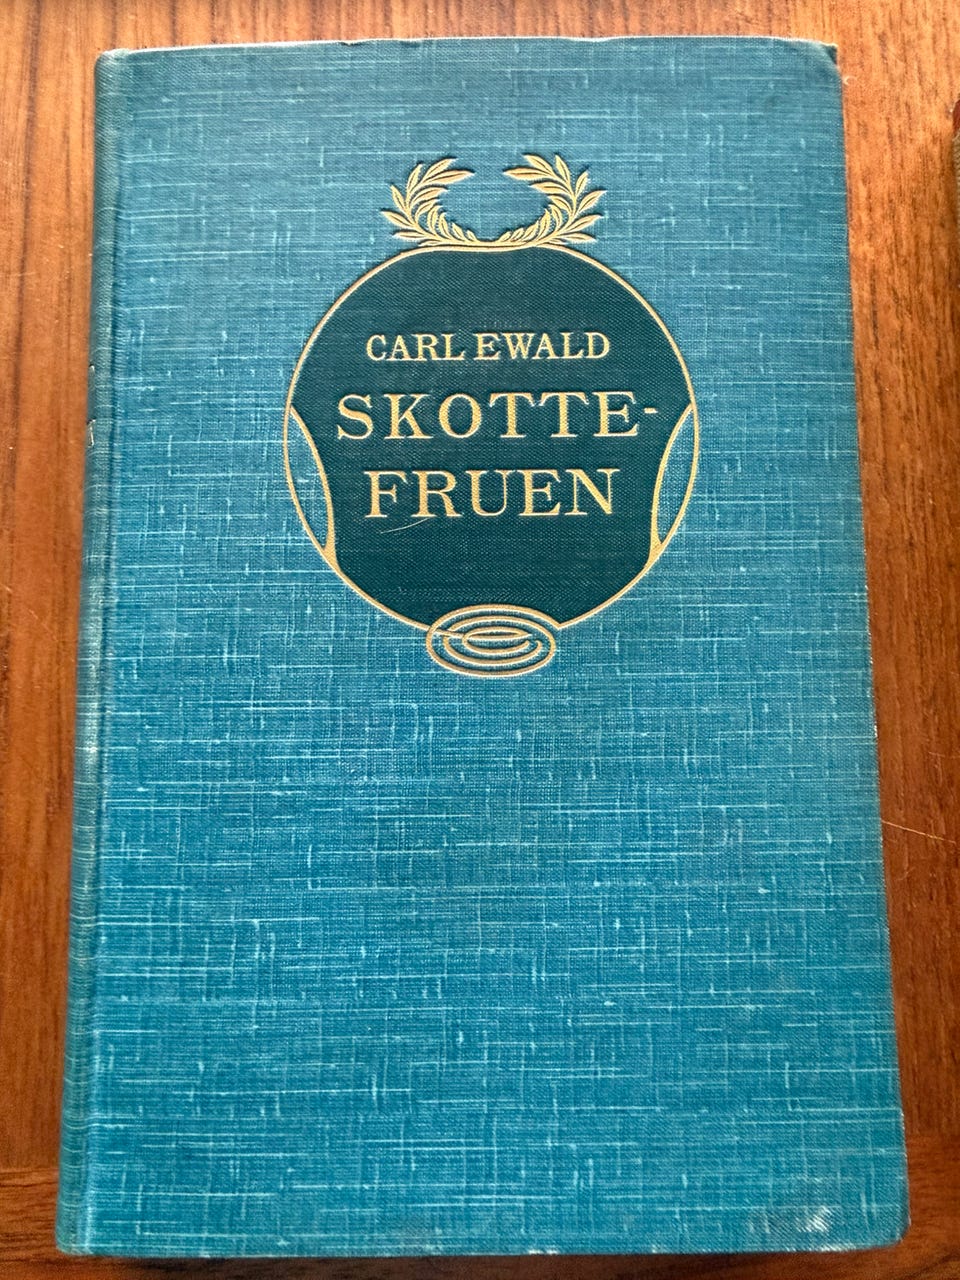 CARL EWALD
SKOTTE-
FRUEN